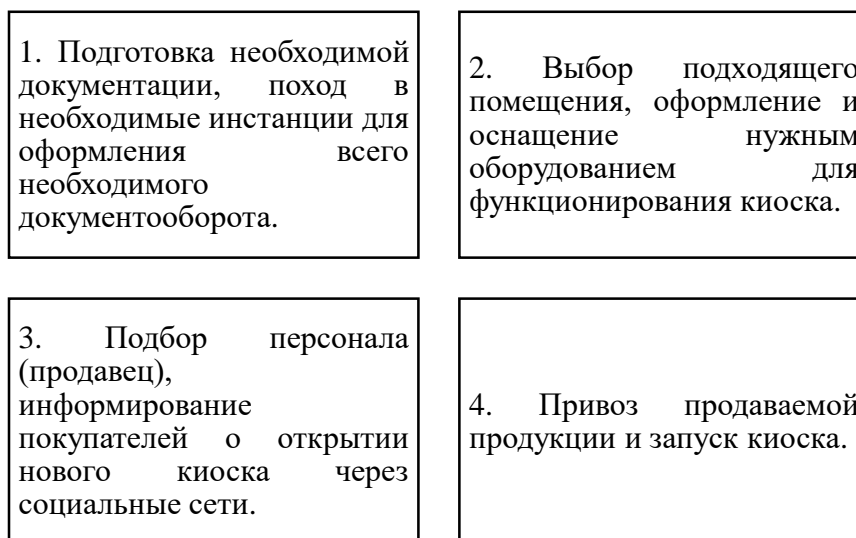 1. Подготовка необходимой
документации, поход в
необходимые инстанции для
оформления всего
необходимого
документооборота.
2. Выбор подходящего
помещения, оформление и
оснащение нужным
оборудованием для
функционирования киоска.
3. Подбор персонала
(продавец),
информирование
покупателей о открытии
нового киоска через
социальные сети.
4. Привоз продаваемой
продукции и запуск киоска.